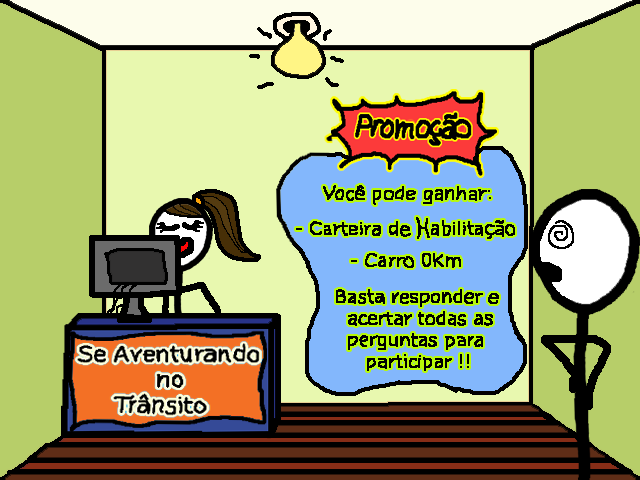 Promoção
Você pode ganhar:
- Carteira de Habilitação
- Carro 0Km
Basta responder e
acertar todas as
perguntas para
participar !!
Se Aventurando
no
Trânsito